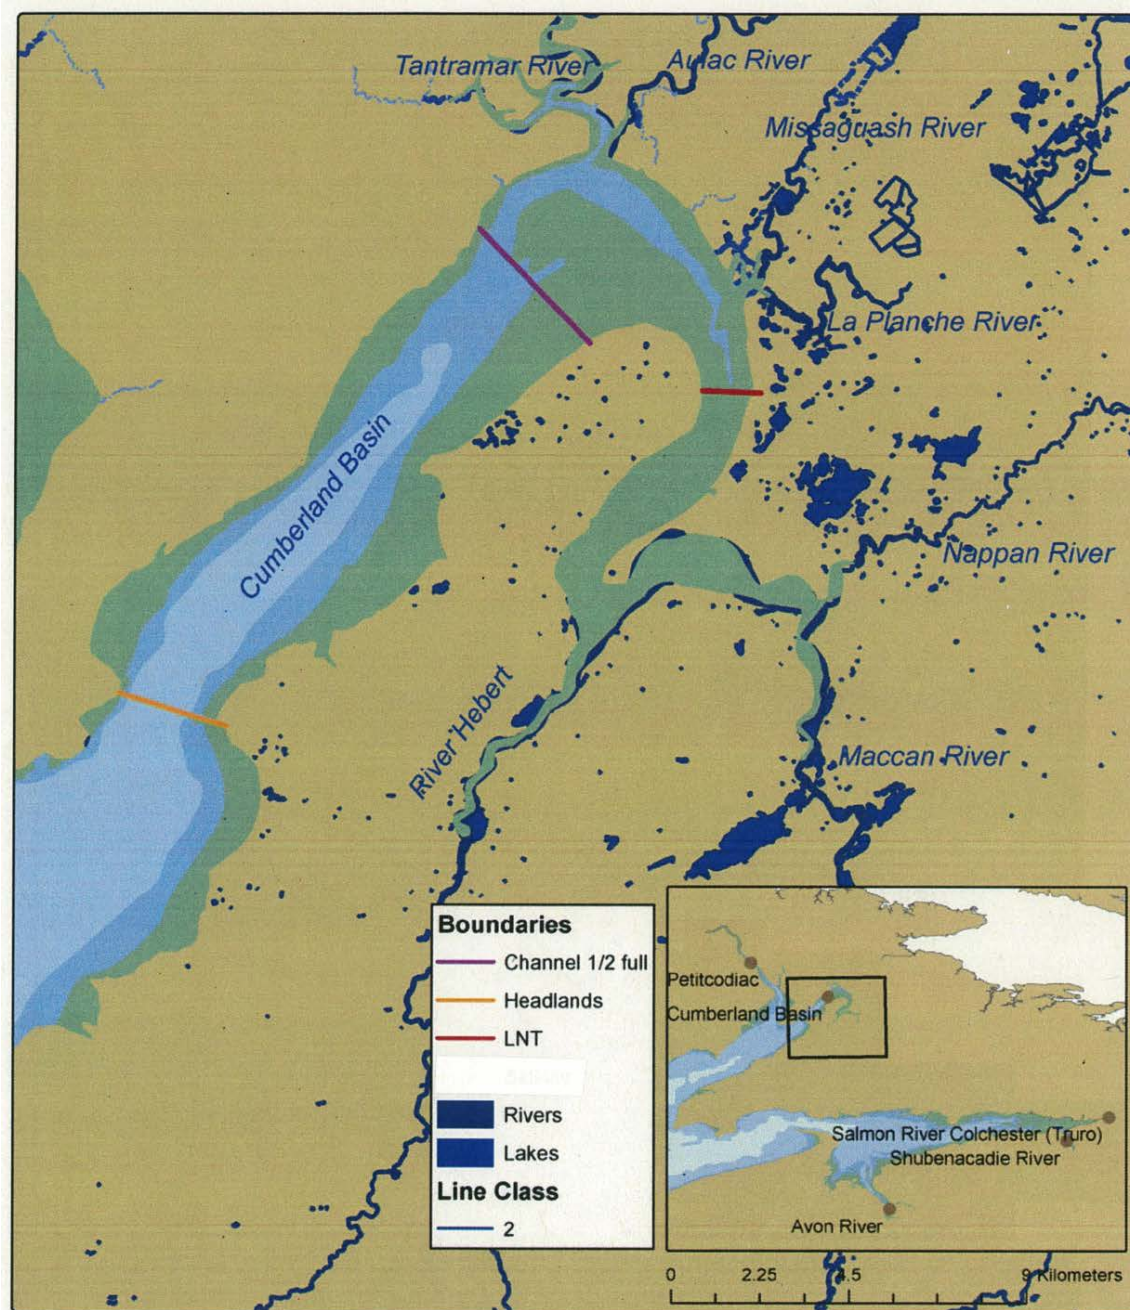 Tantramar River
Aulac River
Missaguash River
La Planche River
Cumberland Basin
Nappan River
River Hebert
Maccan River
Boundaries
Channel 1/2 full
Headlands
LNT
Rivers
Lakes
Line Class
2
Petitcodiac
Cumberland Basin
Salmon River Colchester (Truro)
Shubenacadie River
Avon River
0 2.25 4.5 9 Kilometers